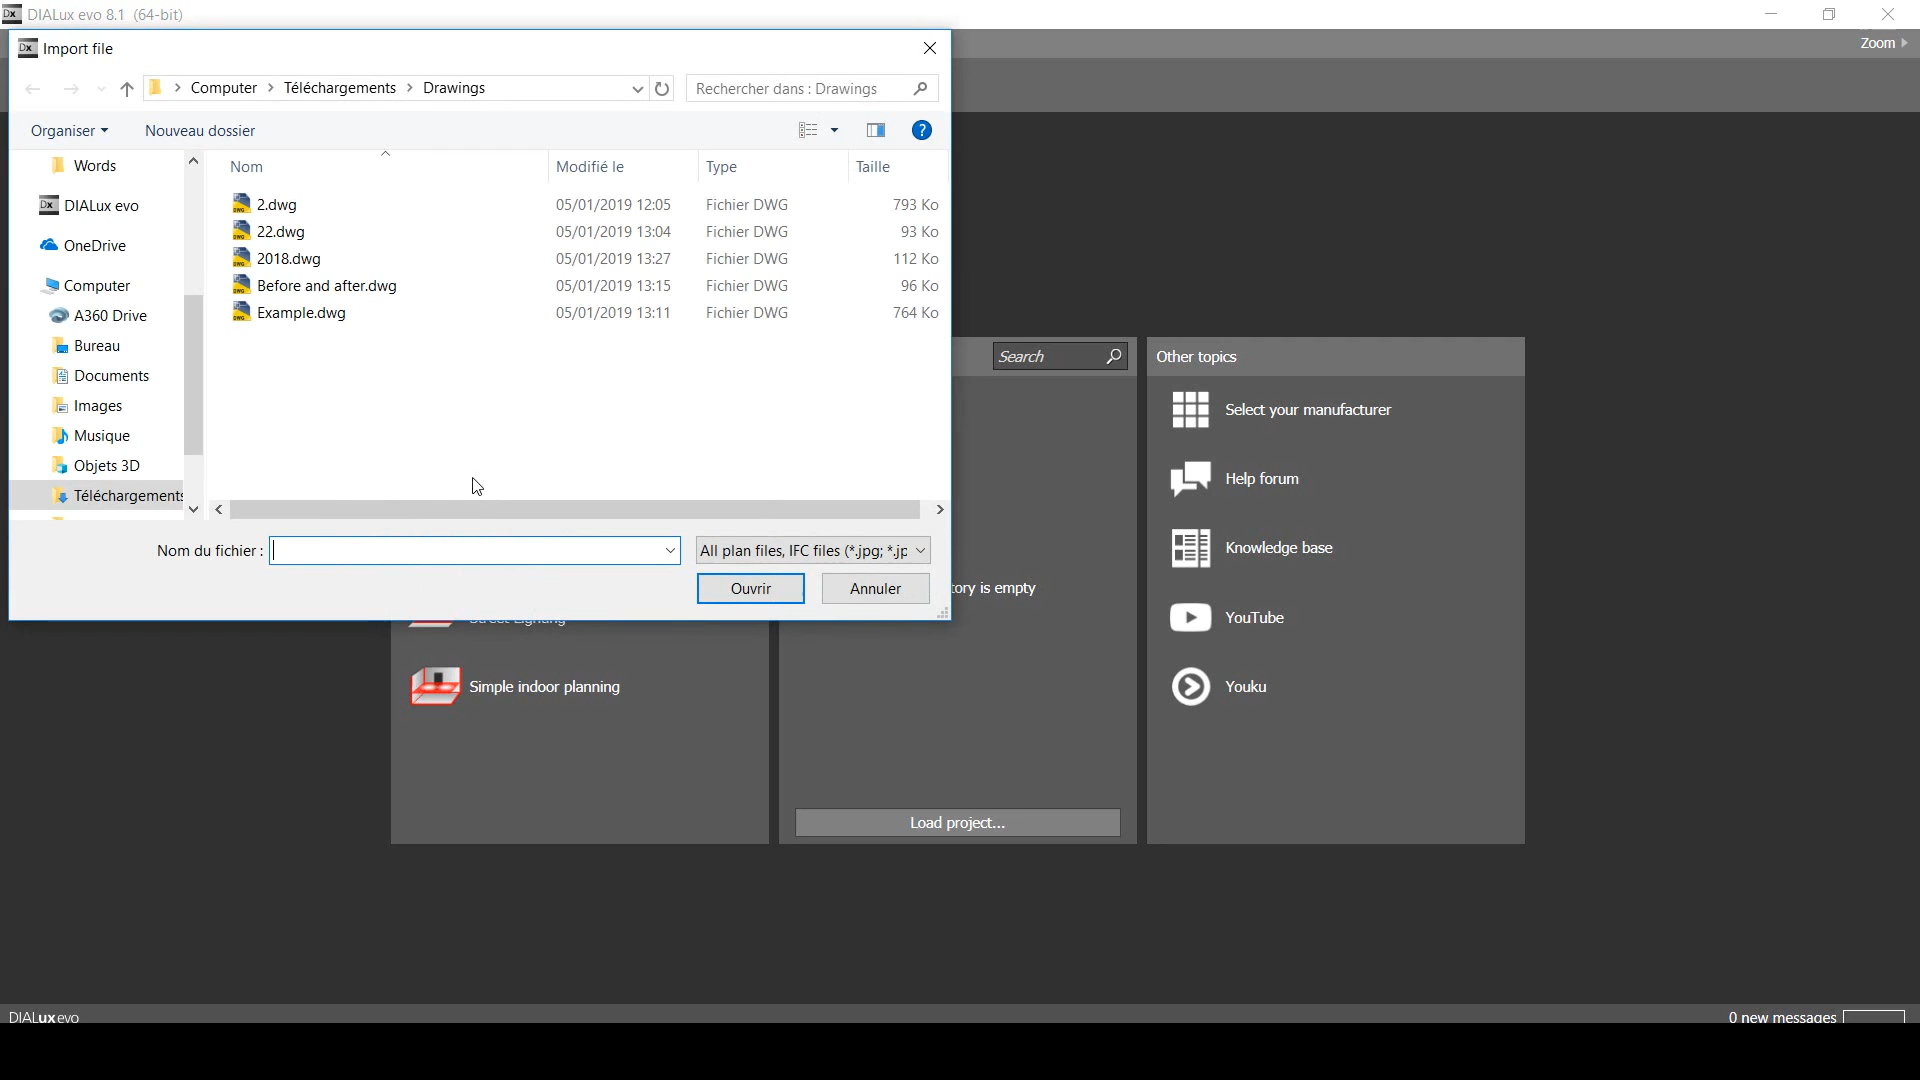 DIALux evo 8.1 (64-bit)
Zoom
Import file
Computer > Téléchargements > Drawings
Rechercher dans : Drawings
Organiser
Nouveau dossier
Words
DIALux evo
OneDrive
Computer
A360 Drive
Bureau
Documents
Images
Musique
Objets 3D
Téléchargements
Nom Modifié le Type Taille
2.dwg 05/01/2019 12:05 Fichier DWG 793 Ko
22.dwg 05/01/2019 13:04 Fichier DWG 93 Ko
2018.dwg 05/01/2019 13:27 Fichier DWG 112 Ko
Before and after.dwg 05/01/2019 13:15 Fichier DWG 96 Ko
Example.dwg 05/01/2019 13:11 Fichier DWG 764 Ko
Nom du fichier :
All plan files, IFC files (*.jpg; *.jp
Ouvrir
Annuler
Simple indoor planning
Search
tory is empty
Load project...
Other topics
Select your manufacturer
Help forum
Knowledge base
YouTube
Youku
DIALux evo
0 new messages